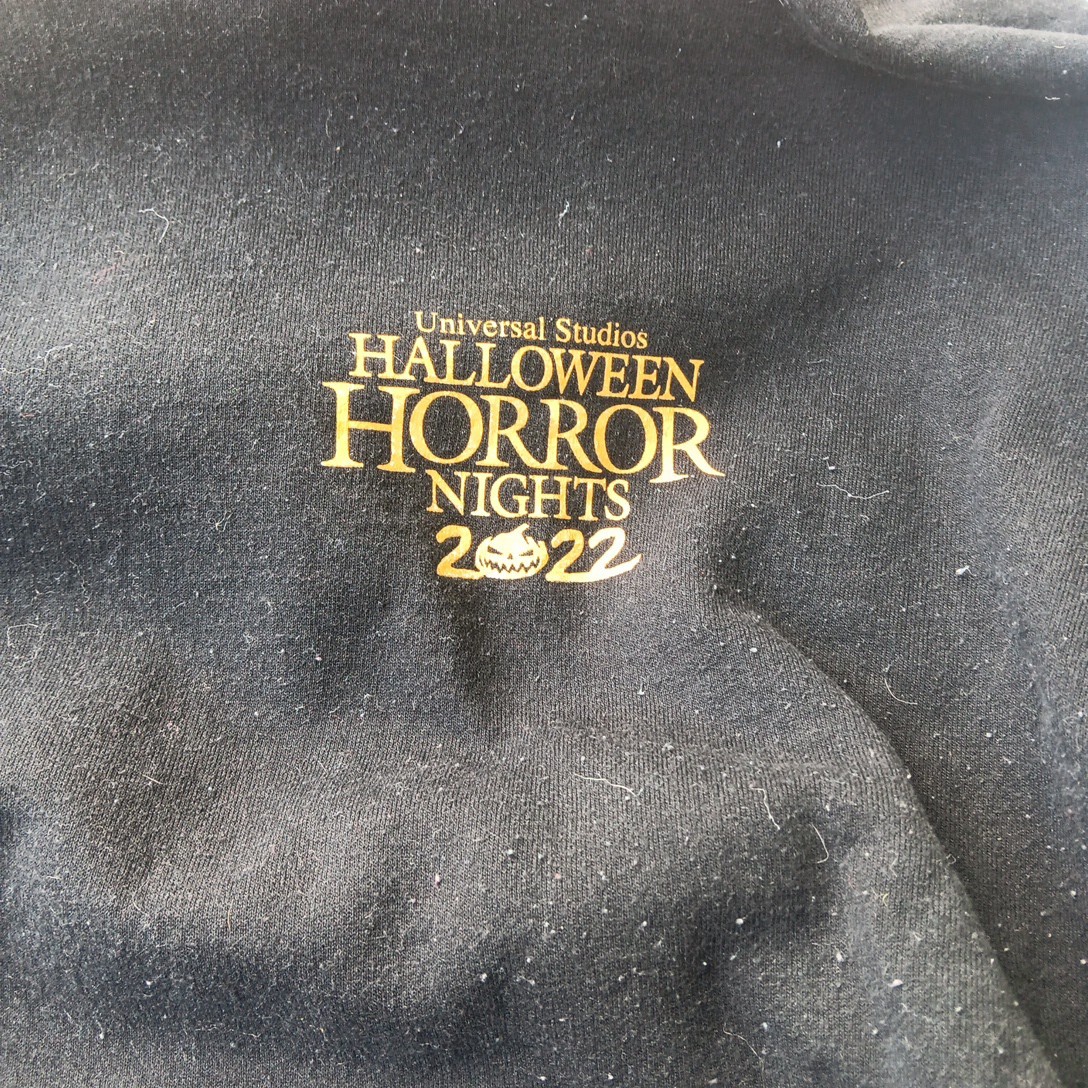 Universal Studios
HALLOWEEN
HORROR
NIGHTS
2022